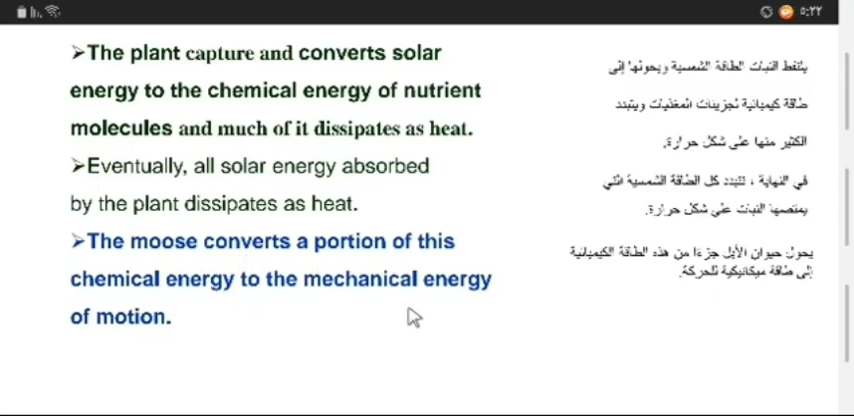 ٥:٢٢
➢The plant capture and converts solar
energy to the chemical energy of nutrient
molecules and much of it dissipates as heat.
➢Eventually, all solar energy absorbed
by the plant dissipates as heat.
➢The moose converts a portion of this
chemical energy to the mechanical energy
of motion.
يلتقط النبات الطاقة الشمسية ويحولها إلى
طاقة كيميائية لجزيئات المغذيات ويتبدد
الكثير منها على شكل حرارة.
في النهاية ، تتبدد كل الطاقة الشمسية التي
يمتصها النبات على شكل حرارة.
يحول حيوان الأيل جزءًا من هذه الطاقة الكيميائية
إلى طاقة ميكانيكية للحركة.